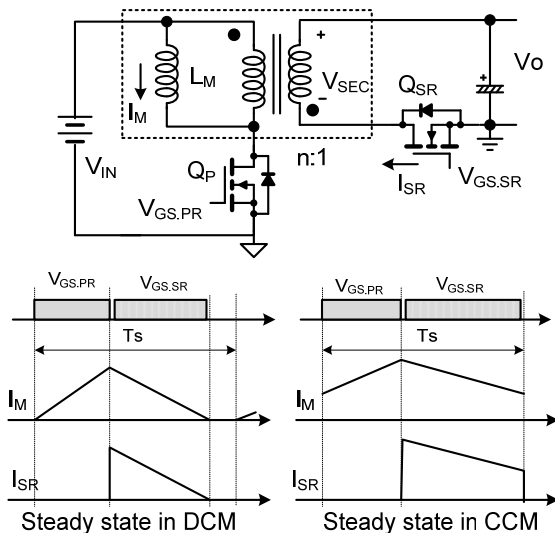 L_M
I_M
+
V_SEC
-
Q_SR
+
Vo
V_IN
Q_P
n:1
I_SR
V_GS.SR
V_GS.PR
V_GS.PR V_GS.SR
Ts
I_M
I_SR
Steady state in DCM
V_GS.PR V_GS.SR
Ts
I_M
I_SR
Steady state in CCM